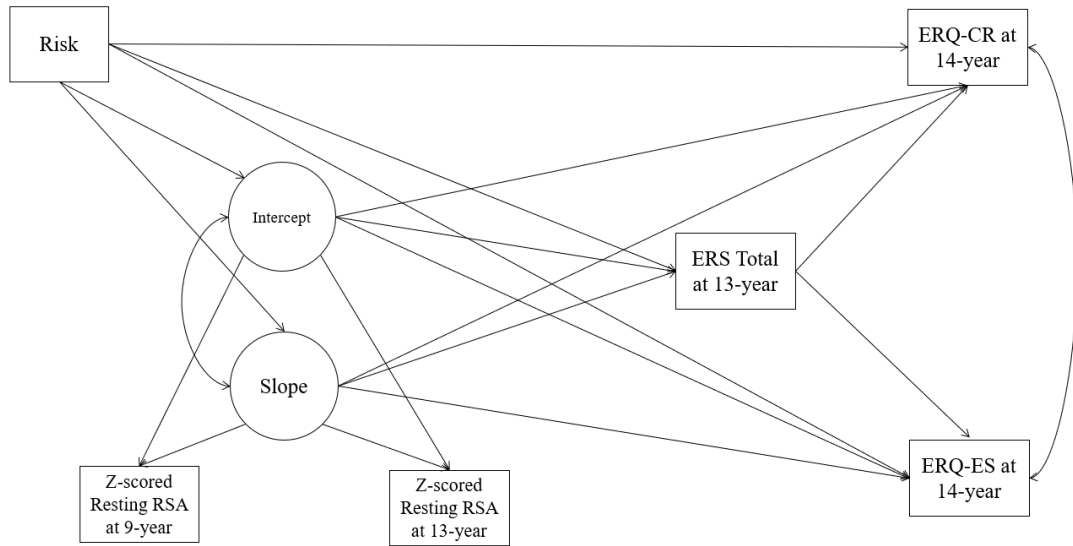 Risk
ERQ-CR at
14-year
Intercept
ERS Total
at 13-year
Slope
Z-scored
Resting RSA
at 9-year
Z-scored
Resting RSA
at 13-year
ERQ-ES at
14-year